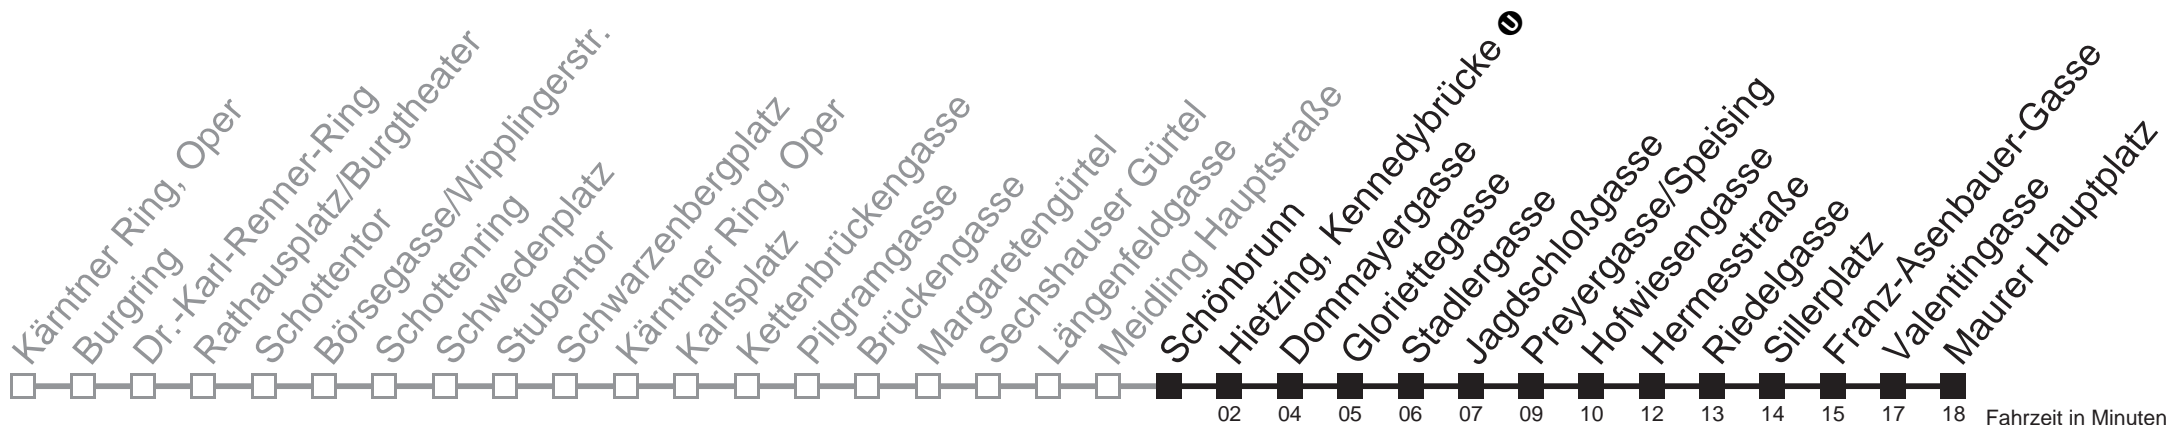 Kärntner Ring, Oper
Burgring
Dr.-Karl-Renner-Ring
Rathausplatz/Burgtheater
Schottentor
Börsegasse/Wipplingerstr.
Schottenring
Schwedenplatz
Stubentor
Schwarzenbergplatz
Kärntner Ring, Oper
Karlsplatz
Kettenbrückengasse
Pilgramgasse
Brückengasse
Margaretengürtel
Sechshauser Gürtel
Längenfeldgasse
Meidling Hauptstraße
Schönbrunn
Hietzing, Kennedybrücke U
Dommayergasse
Gloriettegasse
Stadlergasse
Jagdschloßgasse
Preyergasse/Speising
Hofwiesengasse
Hermesstraße
Riedelgasse
Sillerplatz
Franz-Asenbauer-Gasse
Valentingasse
Maurer Hauptplatz
02 04 05 06 07 09 10 12 13 14 15 17 18 Fahrzeit in Minuten